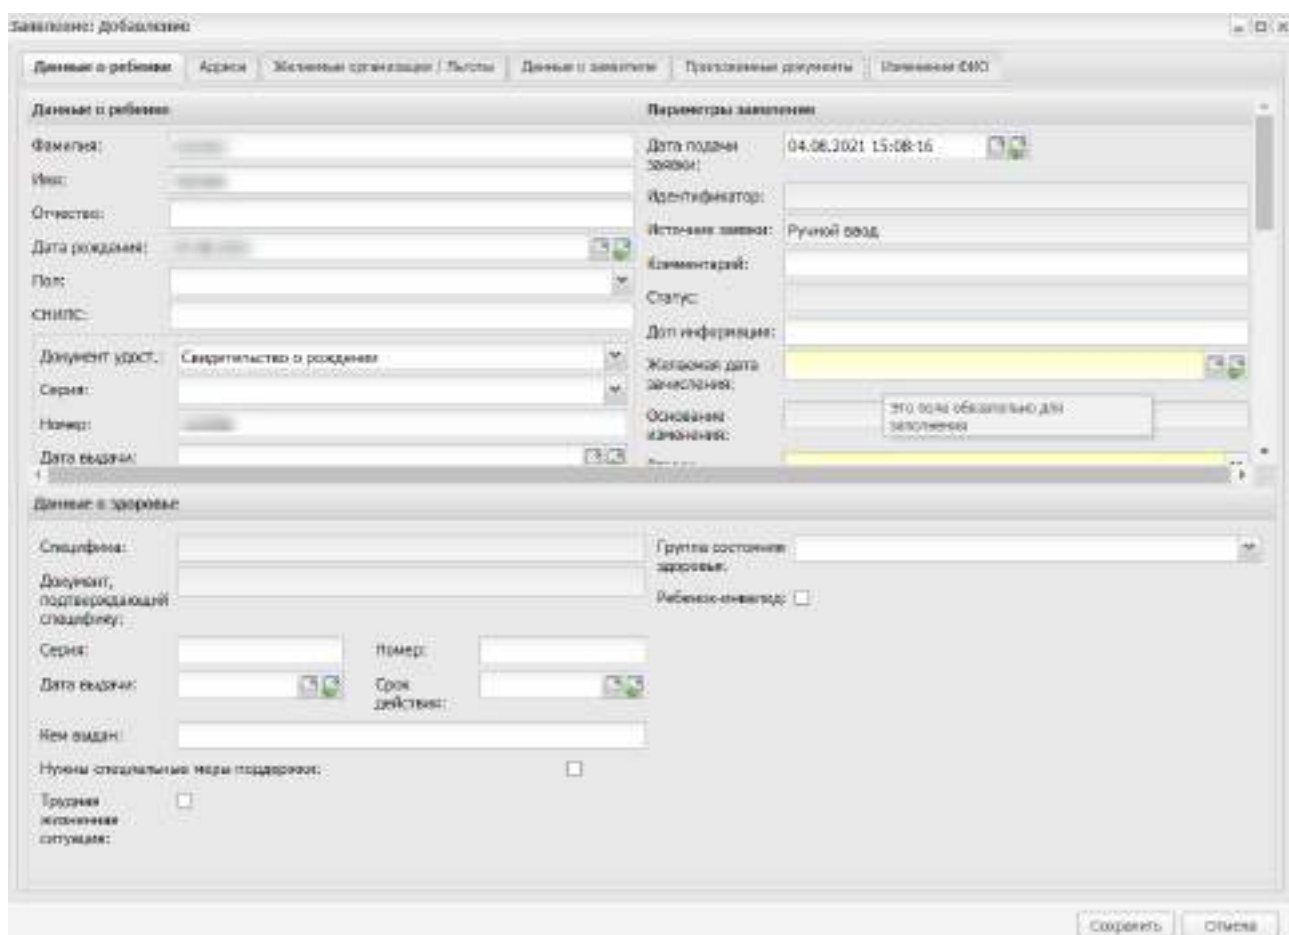 Заявление: Добавление
Данные о ребенке
Адреса
Желаемые организации / Льготы
Данные о заявителе
Приложенные документы
Изменения ФИО
Данные о ребенке
Фамилия:
Имя:
Отчество:
Дата рождения:
Пол:
СНИЛС:
Документ удост.: Свидетельство о рождении
Серия:
Номер:
Дата выдачи:
Параметры заявления
Дата подачи
заявки:
04.08.2021 15:08:16
Идентификатор:
Источник заявки: Ручной ввод
Комментарий:
Статус:
Доп информация:
Желаемая дата
зачисления:
Это поле обязательно для
заполнения
Основание
изменения:
Данные о здоровье
Специфика:
Документ,
подтверждающий
специфику:
Серия:
Номер:
Дата выдачи:
Срок
действия:
Кем выдан:
Нужны специальные меры поддержки:
Трудная
жизненная
ситуация:
Группа состояния
здоровья:
Ребенок-инвалид:
Сохранить
Отмена